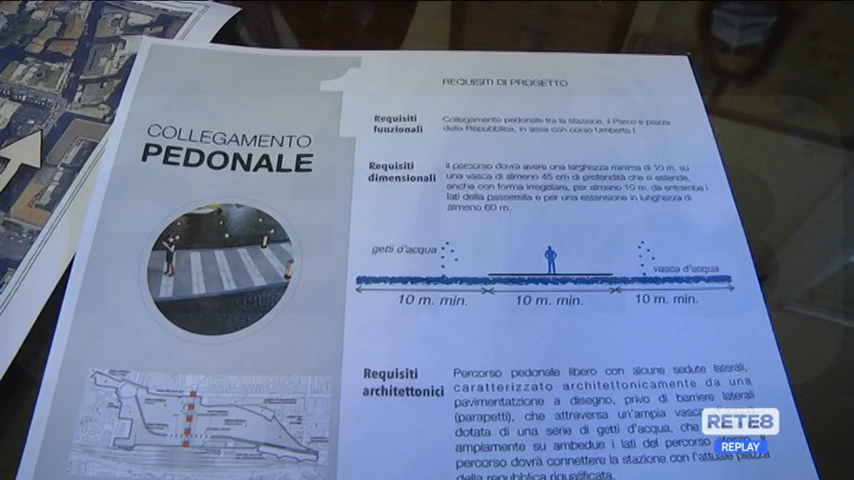 COLLEGAMENTO
PEDONALE
1
REQUISITI DI PROGETTO
Requisiti
funzionali
Collegamento pedonale tra la stazione, il Parco e piazza
della Repubblica, in asse con corso Umberto I.
Requisiti
dimensionali
Il percorso dovrà avere una larghezza minima di 10 m. su
una vasca di almeno 45 cm di profondità che si estende,
anche con forma irregolare, per almeno 10 m. da entrambe i
lati della passerella e per una estensione in lunghezza di
almeno 60 m.
getti d'acqua
vasca d'acqua
10 m. min.
10 m. min.
10 m. min.
Requisiti
architettonici
Percorso pedonale libero con alcune sedute laterali,
caratterizzato architettonicamente da una
pavimentatzione a disegno, privo di barriere laterali
(parapetti), che attraversa un'ampia vasca
dotata di una serie di getti d'acqua, che
ampiamente su ambedue i lati del percorso
percorso dovrà connettere la stazione con l'attuale piazza
della repubblica riqualificata.
RETE8
REPLAY